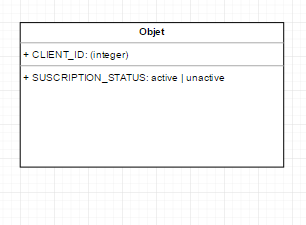 Objet
+ CLIENT_ID: (integer)
+ SUSCRIPTION_STATUS: active | unactive